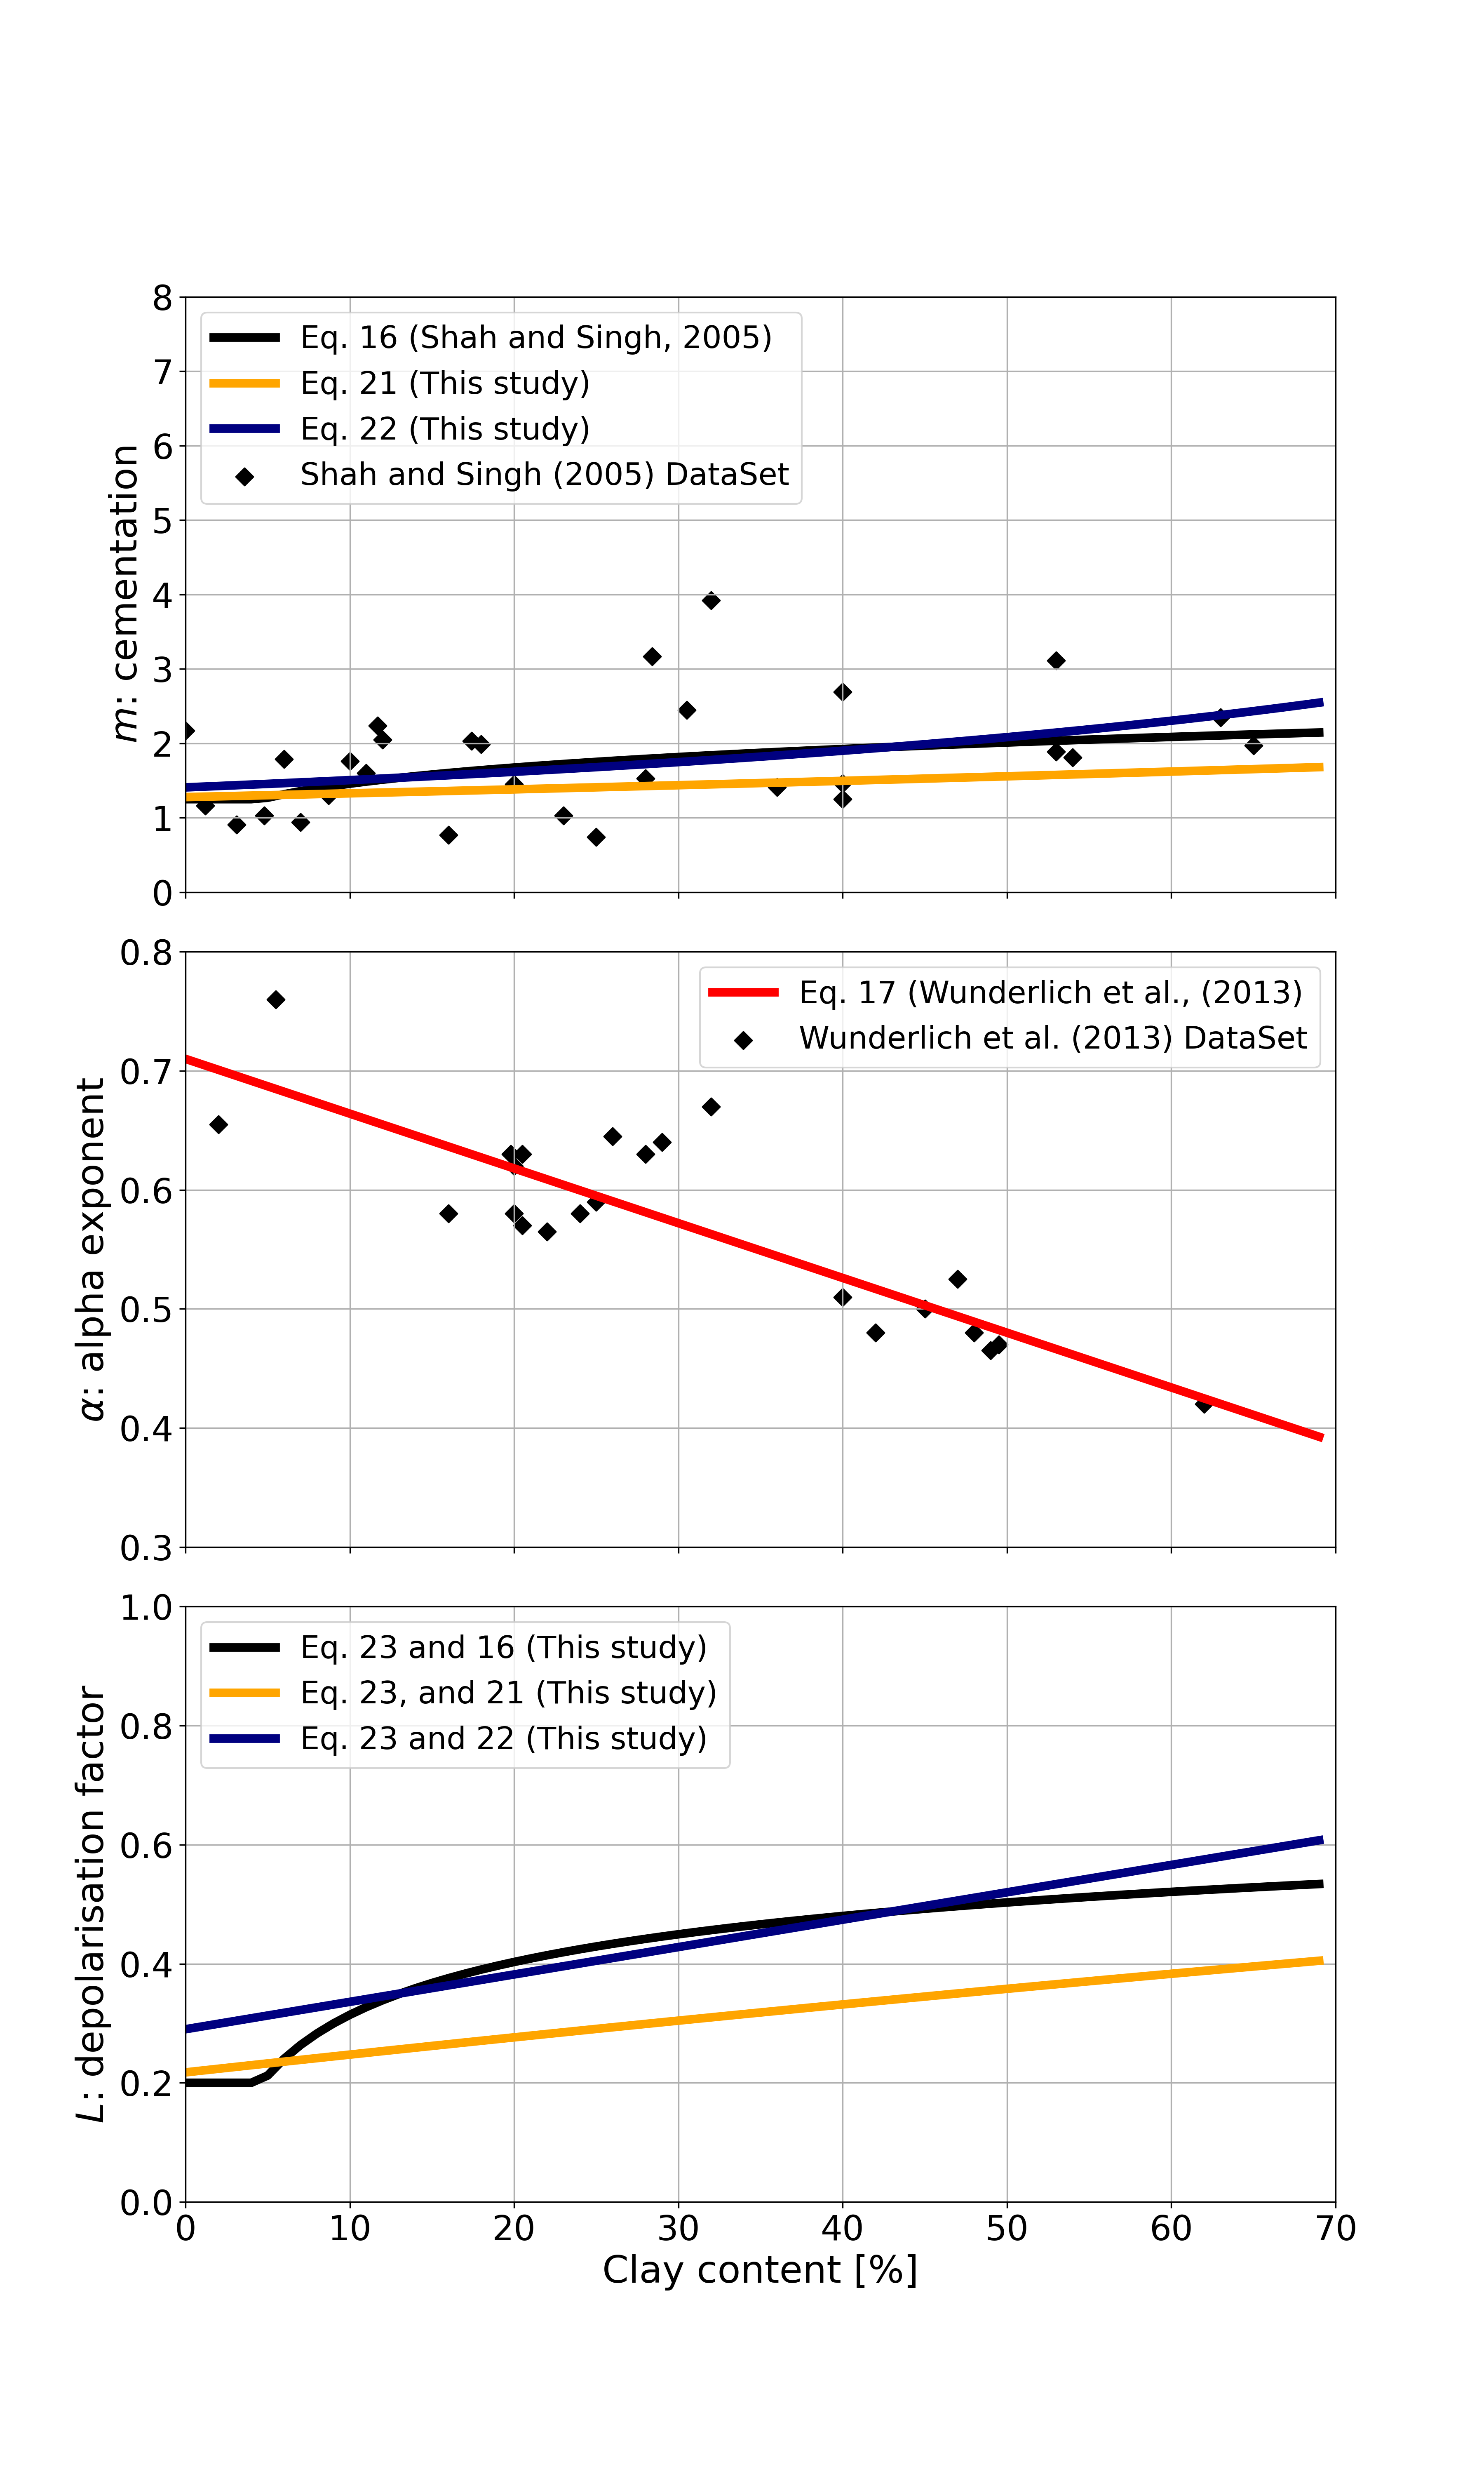 8
7
6
5
4
3
2
1
0
m: cementation
Eq. 16 (Shah and Singh, 2005)
Eq. 21 (This study)
Eq. 22 (This study)
Shah and Singh (2005) DataSet
0.8
0.7
0.6
0.5
0.4
0.3
α: alpha exponent
Eq. 17 (Wunderlich et al., (2013)
Wunderlich et al. (2013) DataSet
1.0
0.8
0.6
0.4
0.2
0.0
L: depolarisation factor
Eq. 23 and 16 (This study)
Eq. 23, and 21 (This study)
Eq. 23 and 22 (This study)
0 10 20 30 40 50 60 70
Clay content [%]